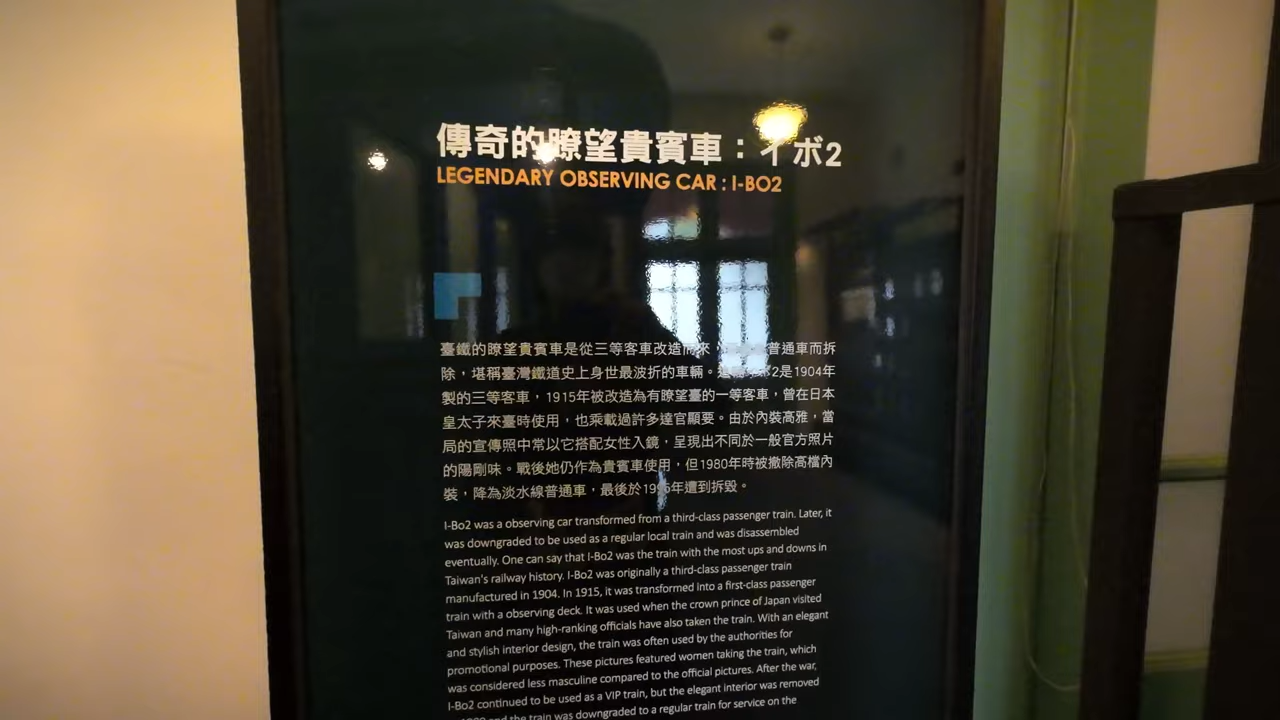 傳奇的瞭望貴賓車：イボ2
LEGENDARY OBSERVING CAR : I-BO2
臺鐵的瞭望貴賓車是從三等客車改造而來，普通車而拆
除，堪稱臺灣鐵道史上身世最波折的車輛。2是1904年
製的三等客車，1915年被改造為有瞭望臺的一等客車，曾在日本
皇太子來臺時使用，也乘載過許多達官顯要。由於內裝高雅，當
局的宣傳照中常以它搭配女性入鏡，呈現出不同於一般官方照片
的陽剛味。戰後她仍作為貴賓車使用，但1980年時被撤除高檔內
裝，降為淡水線普通車，最後於年遭到拆毀。
I-Bo2 was a observing car transformed from a third-class passenger train. Later, it
was downgraded to be used as a regular local train and was disassembled
eventually. One can say that I-Bo2 was the train with the most ups and downs in
Taiwan's railway history. I-Bo2 was originally a third-class passenger train
manufactured in 1904. In 1915, it was transformed into a first-class passenger
train with a observing deck. It was used when the crown prince of Japan visited
Taiwan and many high-ranking officials have also taken the train. With an elegant
and stylish interior design, the train was often used by the authorities for
promotional purposes. These pictures featured women taking the train, which
was considered less masculine compared to the official pictures. After the war,
I-Bo2 continued to be used as a VIP train, but the elegant interior was removed
and the train was downgraded to a regular train for service on the